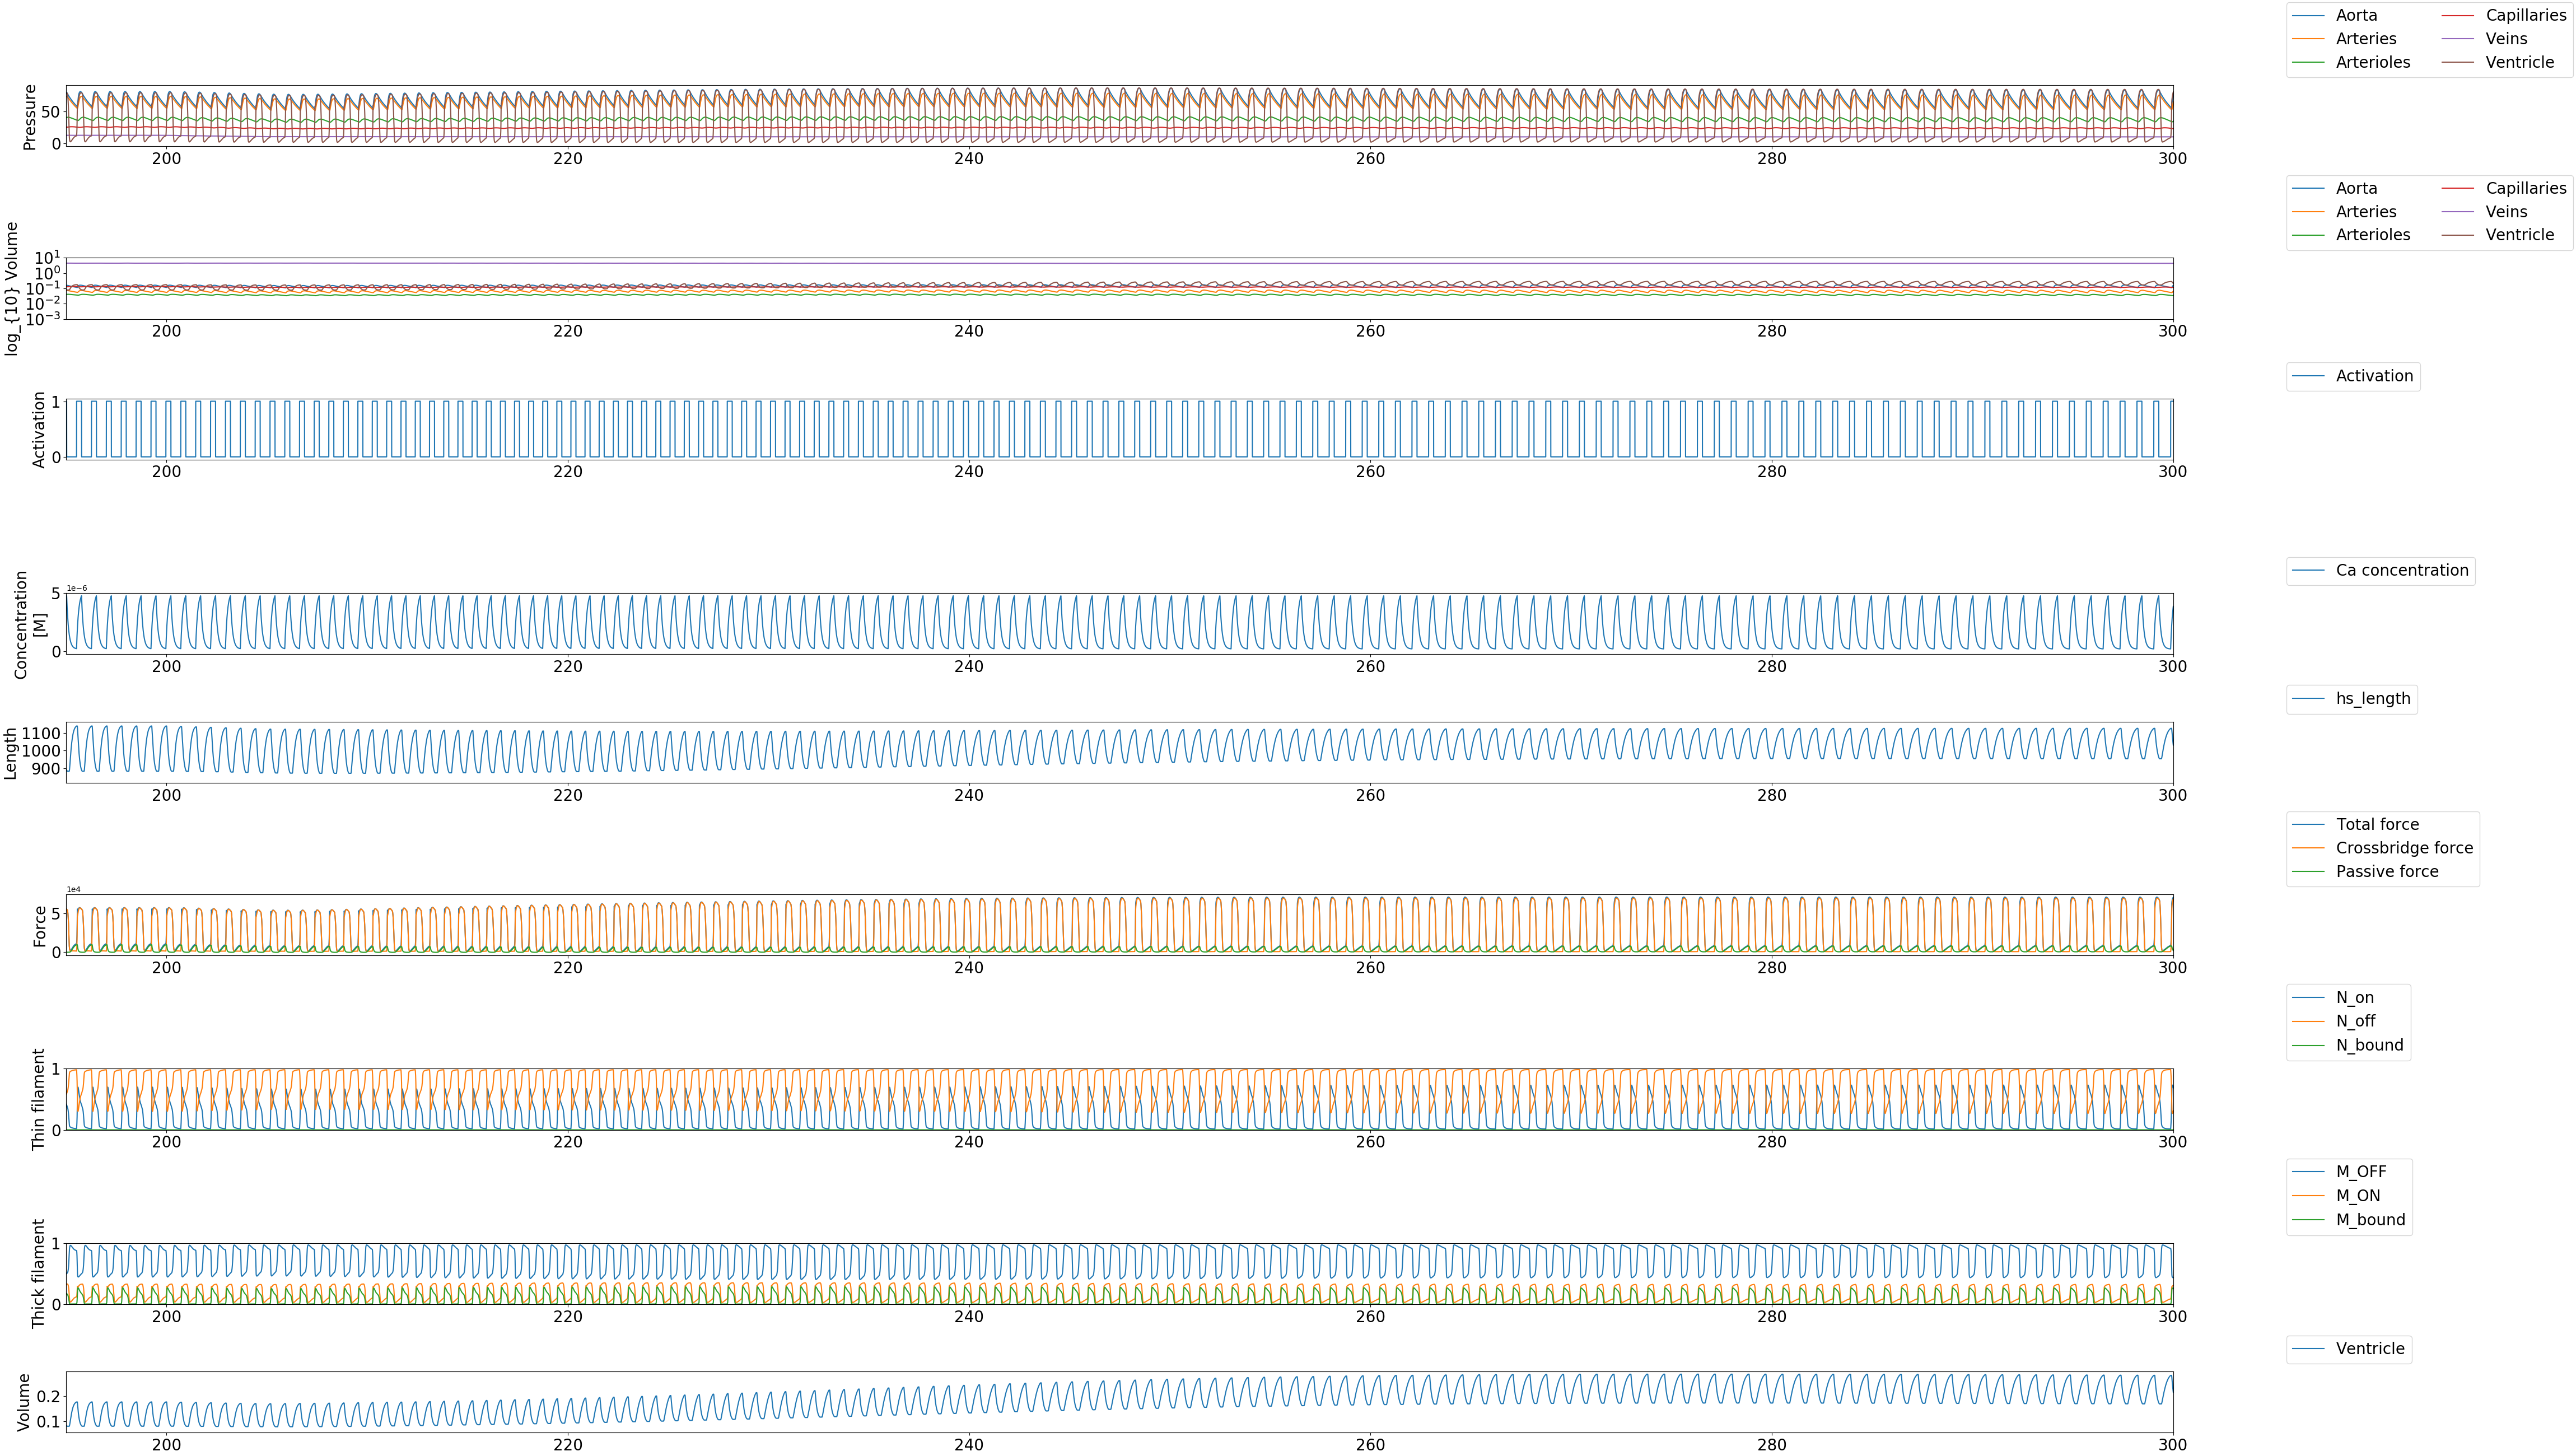 Aorta Capillaries
Arteries Veins
Arterioles Ventricle
Pressure
50
0
200 220 240 260 280 300
Aorta Capillaries
Arteries Veins
Arterioles Ventricle
log_{10} Volume
10^1
10^0
10^-1
10^-2
10^-3
200 220 240 260 280 300
Activation
Activation
1
0
200 220 240 260 280 300
Ca concentration
Concentration
[M]
1e-6
5
0
200 220 240 260 280 300
hs_length
Length
1100
1000
900
200 220 240 260 280 300
Total force
Crossbridge force
Passive force
Force
1e4
5
0
200 220 240 260 280 300
N_on
N_off
N_bound
Thin filament
1
0
200 220 240 260 280 300
M_OFF
M_ON
M_bound
Thick filament
1
0
200 220 240 260 280 300
Ventricle
Volume
0.2
0.1
200 220 240 260 280 300